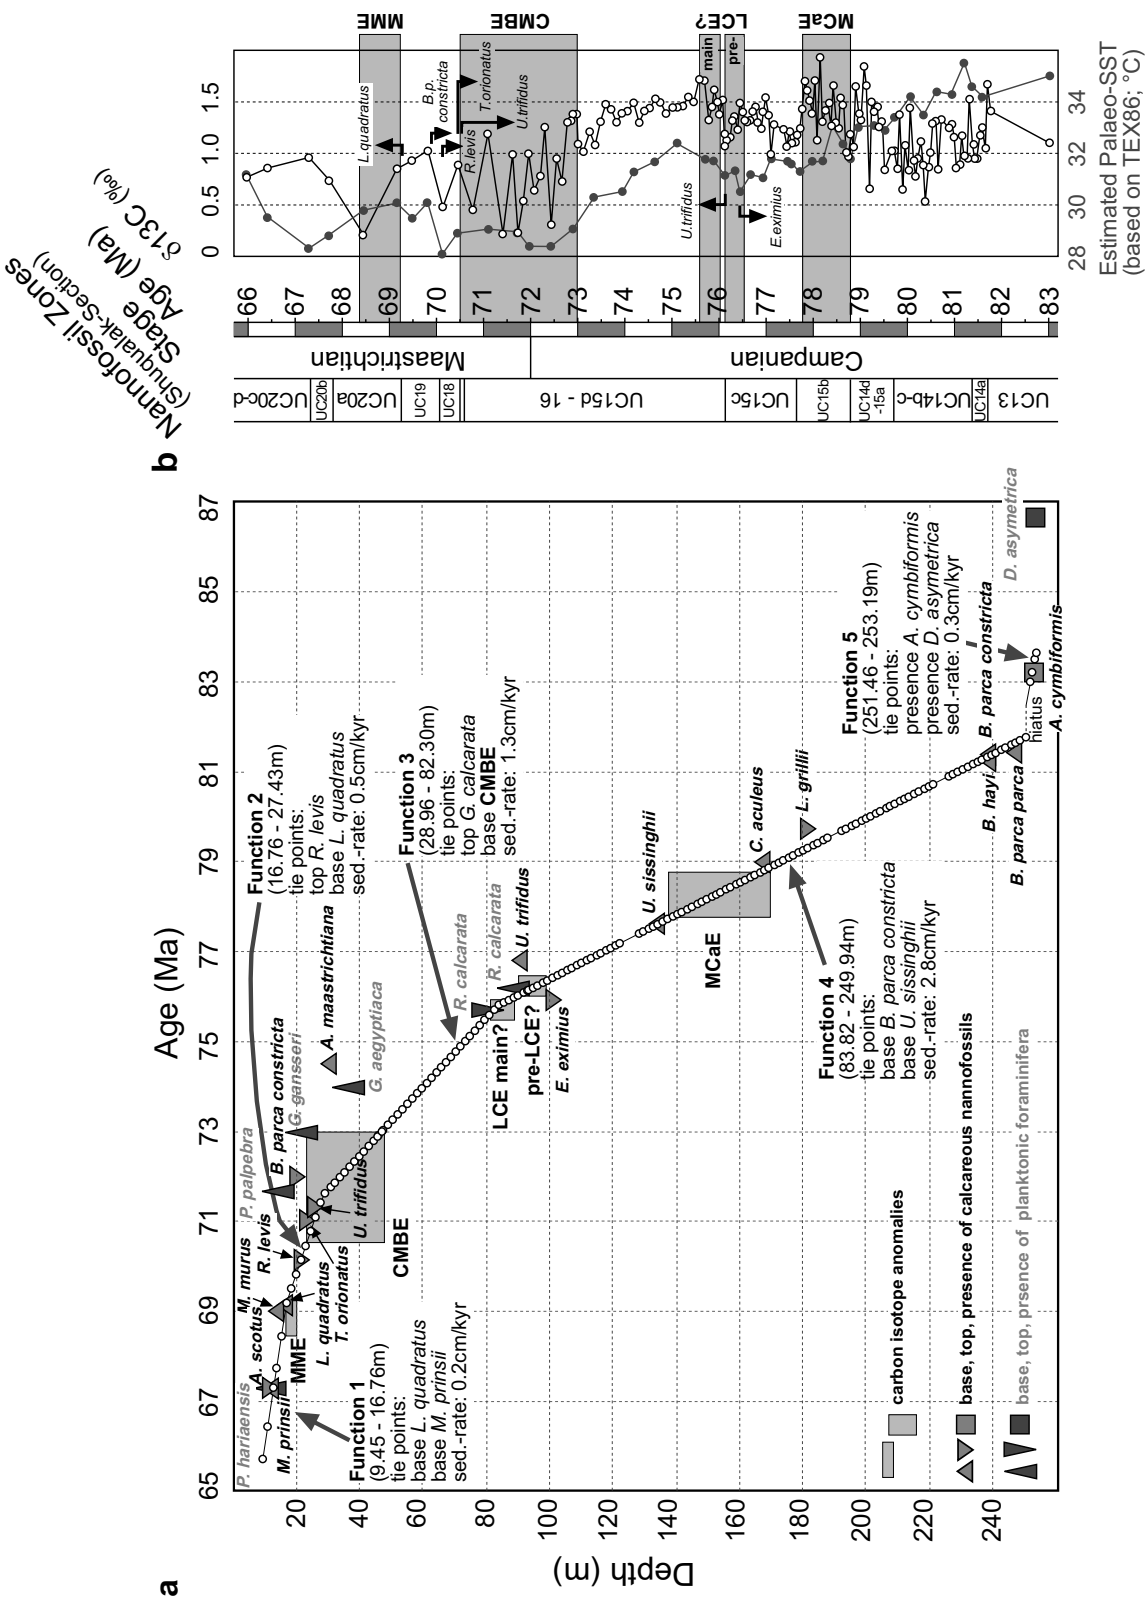 a
Age (Ma)
65
67
69
71
73
75
77
79
81
83
85
87
Depth (m)
20
40
60
80
100
120
140
160
180
200
220
240
P. hariaensis
M. prinsii
A. scotus
M. murus
R. levis
P. palpebra
B. parca constricta
G. gansseri
A. maastrichtiana
G. aegyptiaca
MME
L. quadratus
T. orionatus
U. trifidus
CMBE
Function 1
(9.45 - 16.76m)
tie points:
base L. quadratus
base M. prinsii
sed.-rate: 0.2cm/kyr
Function 2
(16.76 - 27.43m)
tie points:
top R. levis
base L. quadratus
sed-rate: 0.5cm/kyr
Function 3
(28.96 - 82.30m)
tie points:
top G. calcarata
base CMBE
sed.-rate: 1.3cm/kyr
R. calcarata
R. calcarata
U. trifidus
LCE main?
pre-LCE?
E. eximius
U. sissinghii
MCaE
C. aculeus
L. grillii
Function 4
(83.82 - 249.94m)
tie points:
base B. parca constricta
base U. sissinghii
sed.-rate: 2.8cm/kyr
Function 5
(251.46 - 253.19m)
tie points:
presence A. cymbiformis
presence D. asymetrica
sed.-rate: 0.3cm/kyr
B. hayi
B. parca constricta
B. parca parca
hiatus
A. cymbiformis
D. asymetrica
carbon isotope anomalies
base, top, presence of calcareous nannofossils
base, top, prsence of planktonic foraminifera
b
Nannofossil Zones
(Shuqualak-Section)
Stage
Age (Ma)
δ13C (‰)
0
0.5
1.0
1.5
UC20c-d
UC20b
UC20a
UC19
UC18
UC15d - 16
UC15c
UC15b
UC14d
-15a
UC14b-c
UC14a
UC13
Maastrichtian
Campanian
66
67
68
69
70
71
72
73
74
75
76
77
78
79
80
81
82
83
L.quadratus
B.p.
constricta
R.levis
T.orionatus
U.trifidus
U.trifidus
E.eximius
main
pre-
MME
CMBE
LCE?
MCaE
28
30
32
34
Estimated Palaeo-SST
(based on TEX86; °C)